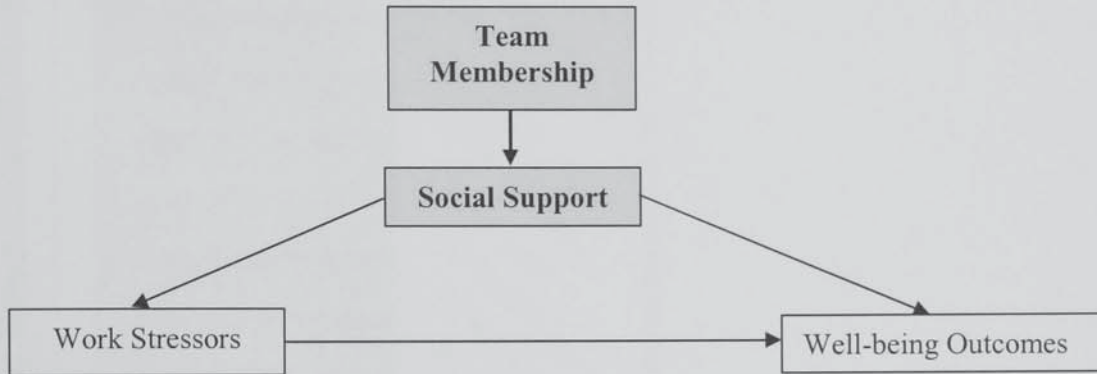 Team
Membership
Social Support
Work Stressors
Well-being Outcomes